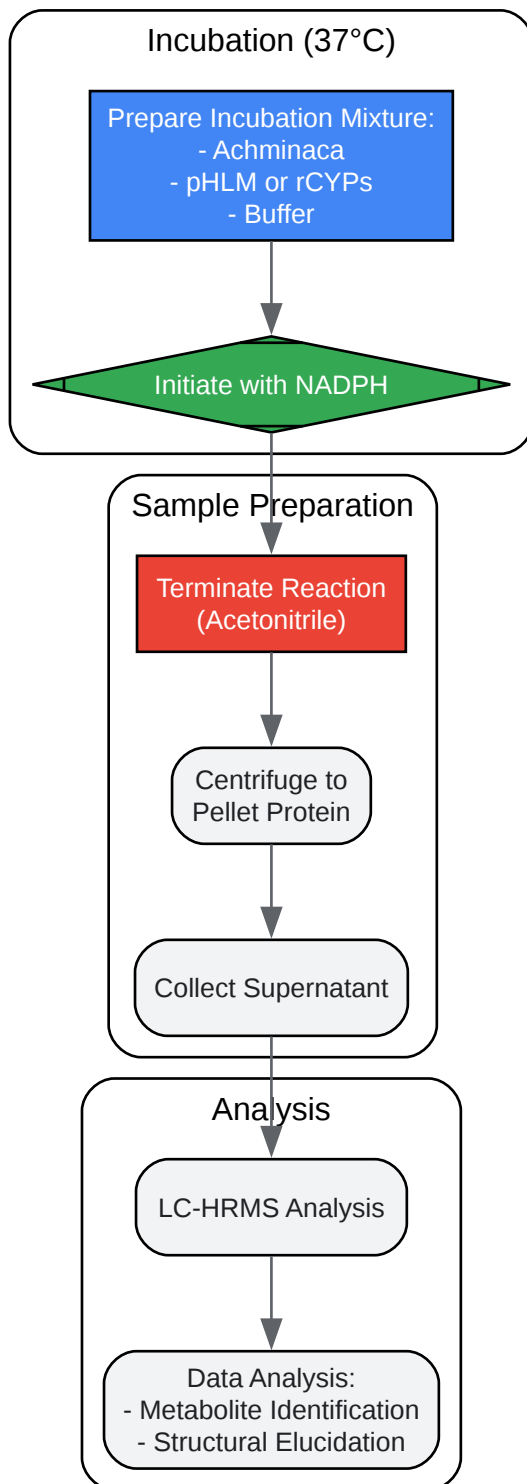 Incubation (37°C)
Prepare Incubation Mixture:
- Achminaca
- pHLM or rCYPs
- Buffer
Initiate with NADPH
Sample Preparation
Terminate Reaction
(Acetonitrile)
Centrifuge to
Pellet Protein
Collect Supernatant
Analysis
LC-HRMS Analysis
Data Analysis:
- Metabolite Identification
- Structural Elucidation